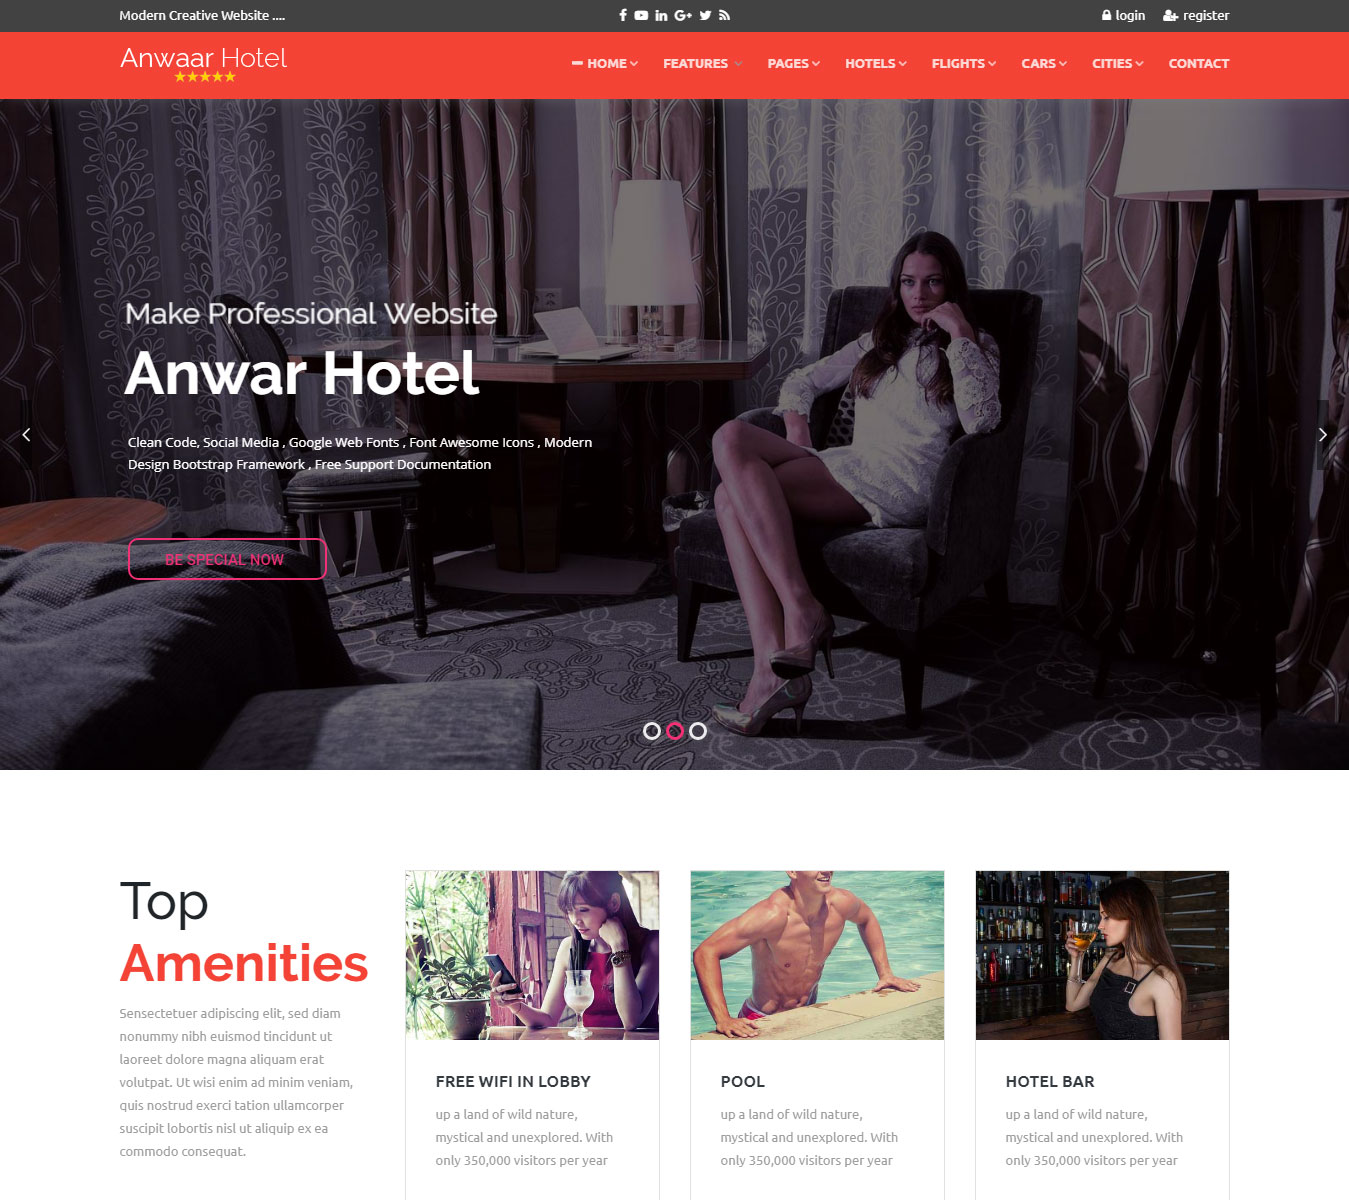 Modern Creative Website ....
login
register
Anwaar Hotel
HOME
FEATURES
PAGES
HOTELS
FLIGHTS
CARS
CITIES
CONTACT
Make Professional Website
Anwar Hotel
Clean Code, Social Media , Google Web Fonts , Font Awesome Icons , Modern
Design Bootstrap Framework , Free Support Documentation
BE SPECIAL NOW
Top
Amenities
Sensectetuer adipiscing elit, sed diam
nonummy nibh euismod tincidunt ut
laoreet dolore magna aliquam erat
volutpat. Ut wisi enim ad minim veniam,
quis nostrud exerci tation ullamcorper
suscipit lobortis nisl ut aliquip ex ea
commodo consequat.
FREE WIFI IN LOBBY
up a land of wild nature,
mystical and unexplored. With
only 350,000 visitors per year
POOL
up a land of wild nature,
mystical and unexplored. With
only 350,000 visitors per year
HOTEL BAR
up a land of wild nature,
mystical and unexplored. With
only 350,000 visitors per year